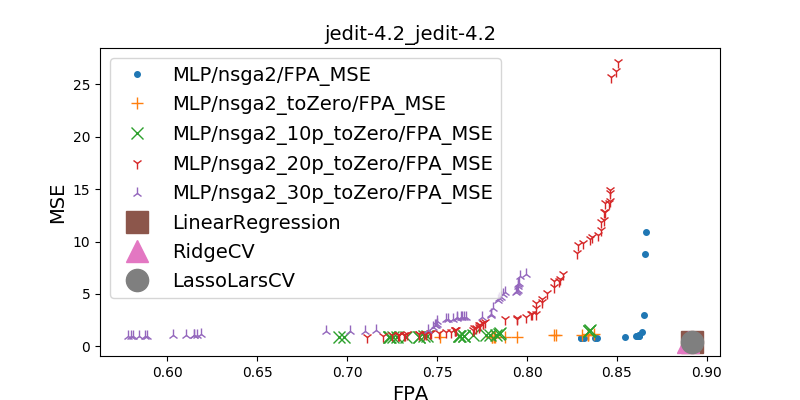 jedit-4.2_jedit-4.2
MLP/nsga2/FPA_MSE
MLP/nsga2_toZero/FPA_MSE
MLP/nsga2_10p_toZero/FPA_MSE
MLP/nsga2_20p_toZero/FPA_MSE
MLP/nsga2_30p_toZero/FPA_MSE
LinearRegression
RidgeCV
LassoLarsCV
MSE
25
20
15
10
5
0
0.60 0.65 0.70 0.75 0.80 0.85 0.90
FPA